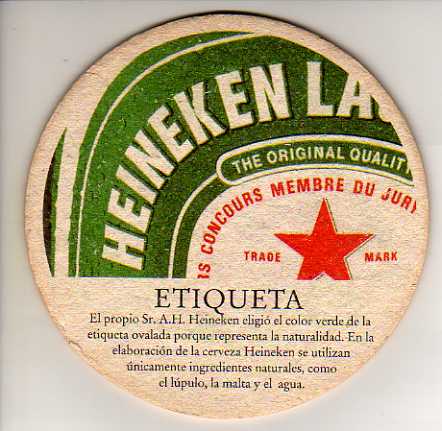 HEINEKEN LA
THE ORIGINAL QUALIT
RS CONCOURS MEMBRE DU JURY
TRADE MARK
ETIQUETA
El propio Sr. A.H. Heineken eligió el color verde de la
etiqueta ovalada porque representa la naturalidad. En la
elaboración de la cerveza Heineken se utilizan
únicamente ingredientes naturales, como
el lúpulo, la malta y el agua.